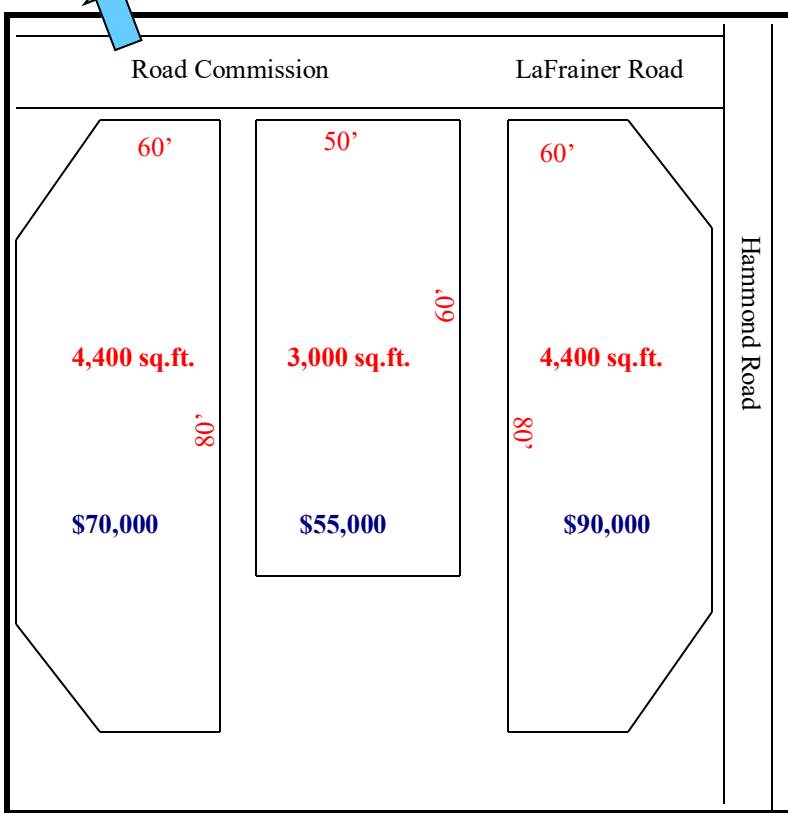 Road Commission
LaFrainer Road
60’
50’
60’
Hammond Road
60’
4,400 sq.ft.
3,000 sq.ft.
4,400 sq.ft.
80’
80’
$70,000
$55,000
$90,000